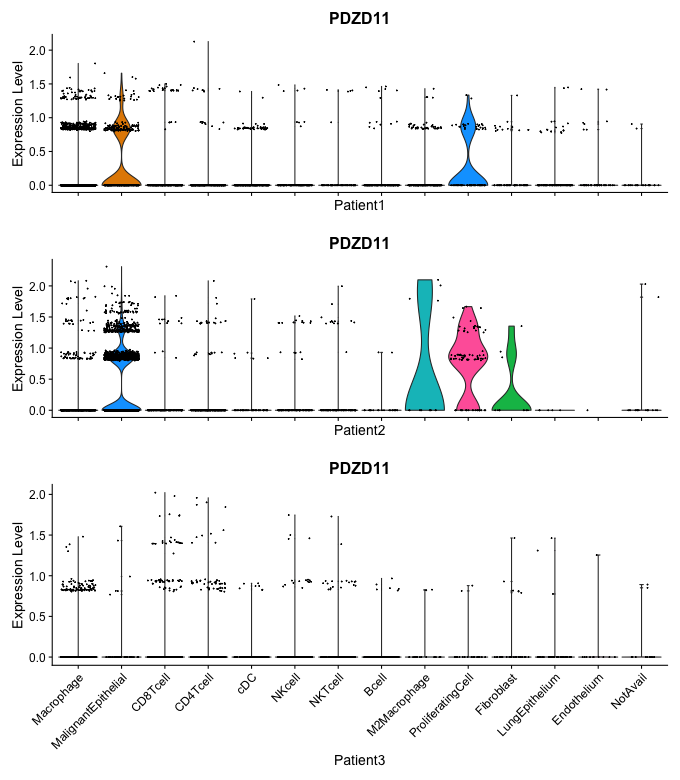 PDZD11
Expression Level
2.0
1.5
1.0
0.5
0.0
Patient1
PDZD11
Expression Level
2.0
1.5
1.0
0.5
0.0
Patient2
PDZD11
Expression Level
2.0
1.5
1.0
0.5
0.0
Macrophage
MalignantEpithelial
CD8Tcell
CD4Tcell
cDC
NKcell
NKTcell
Bcell
M2Macrophage
ProliferatingCell
Fibroblast
LungEpithelium
Endothelium
NotAvail
Patient3